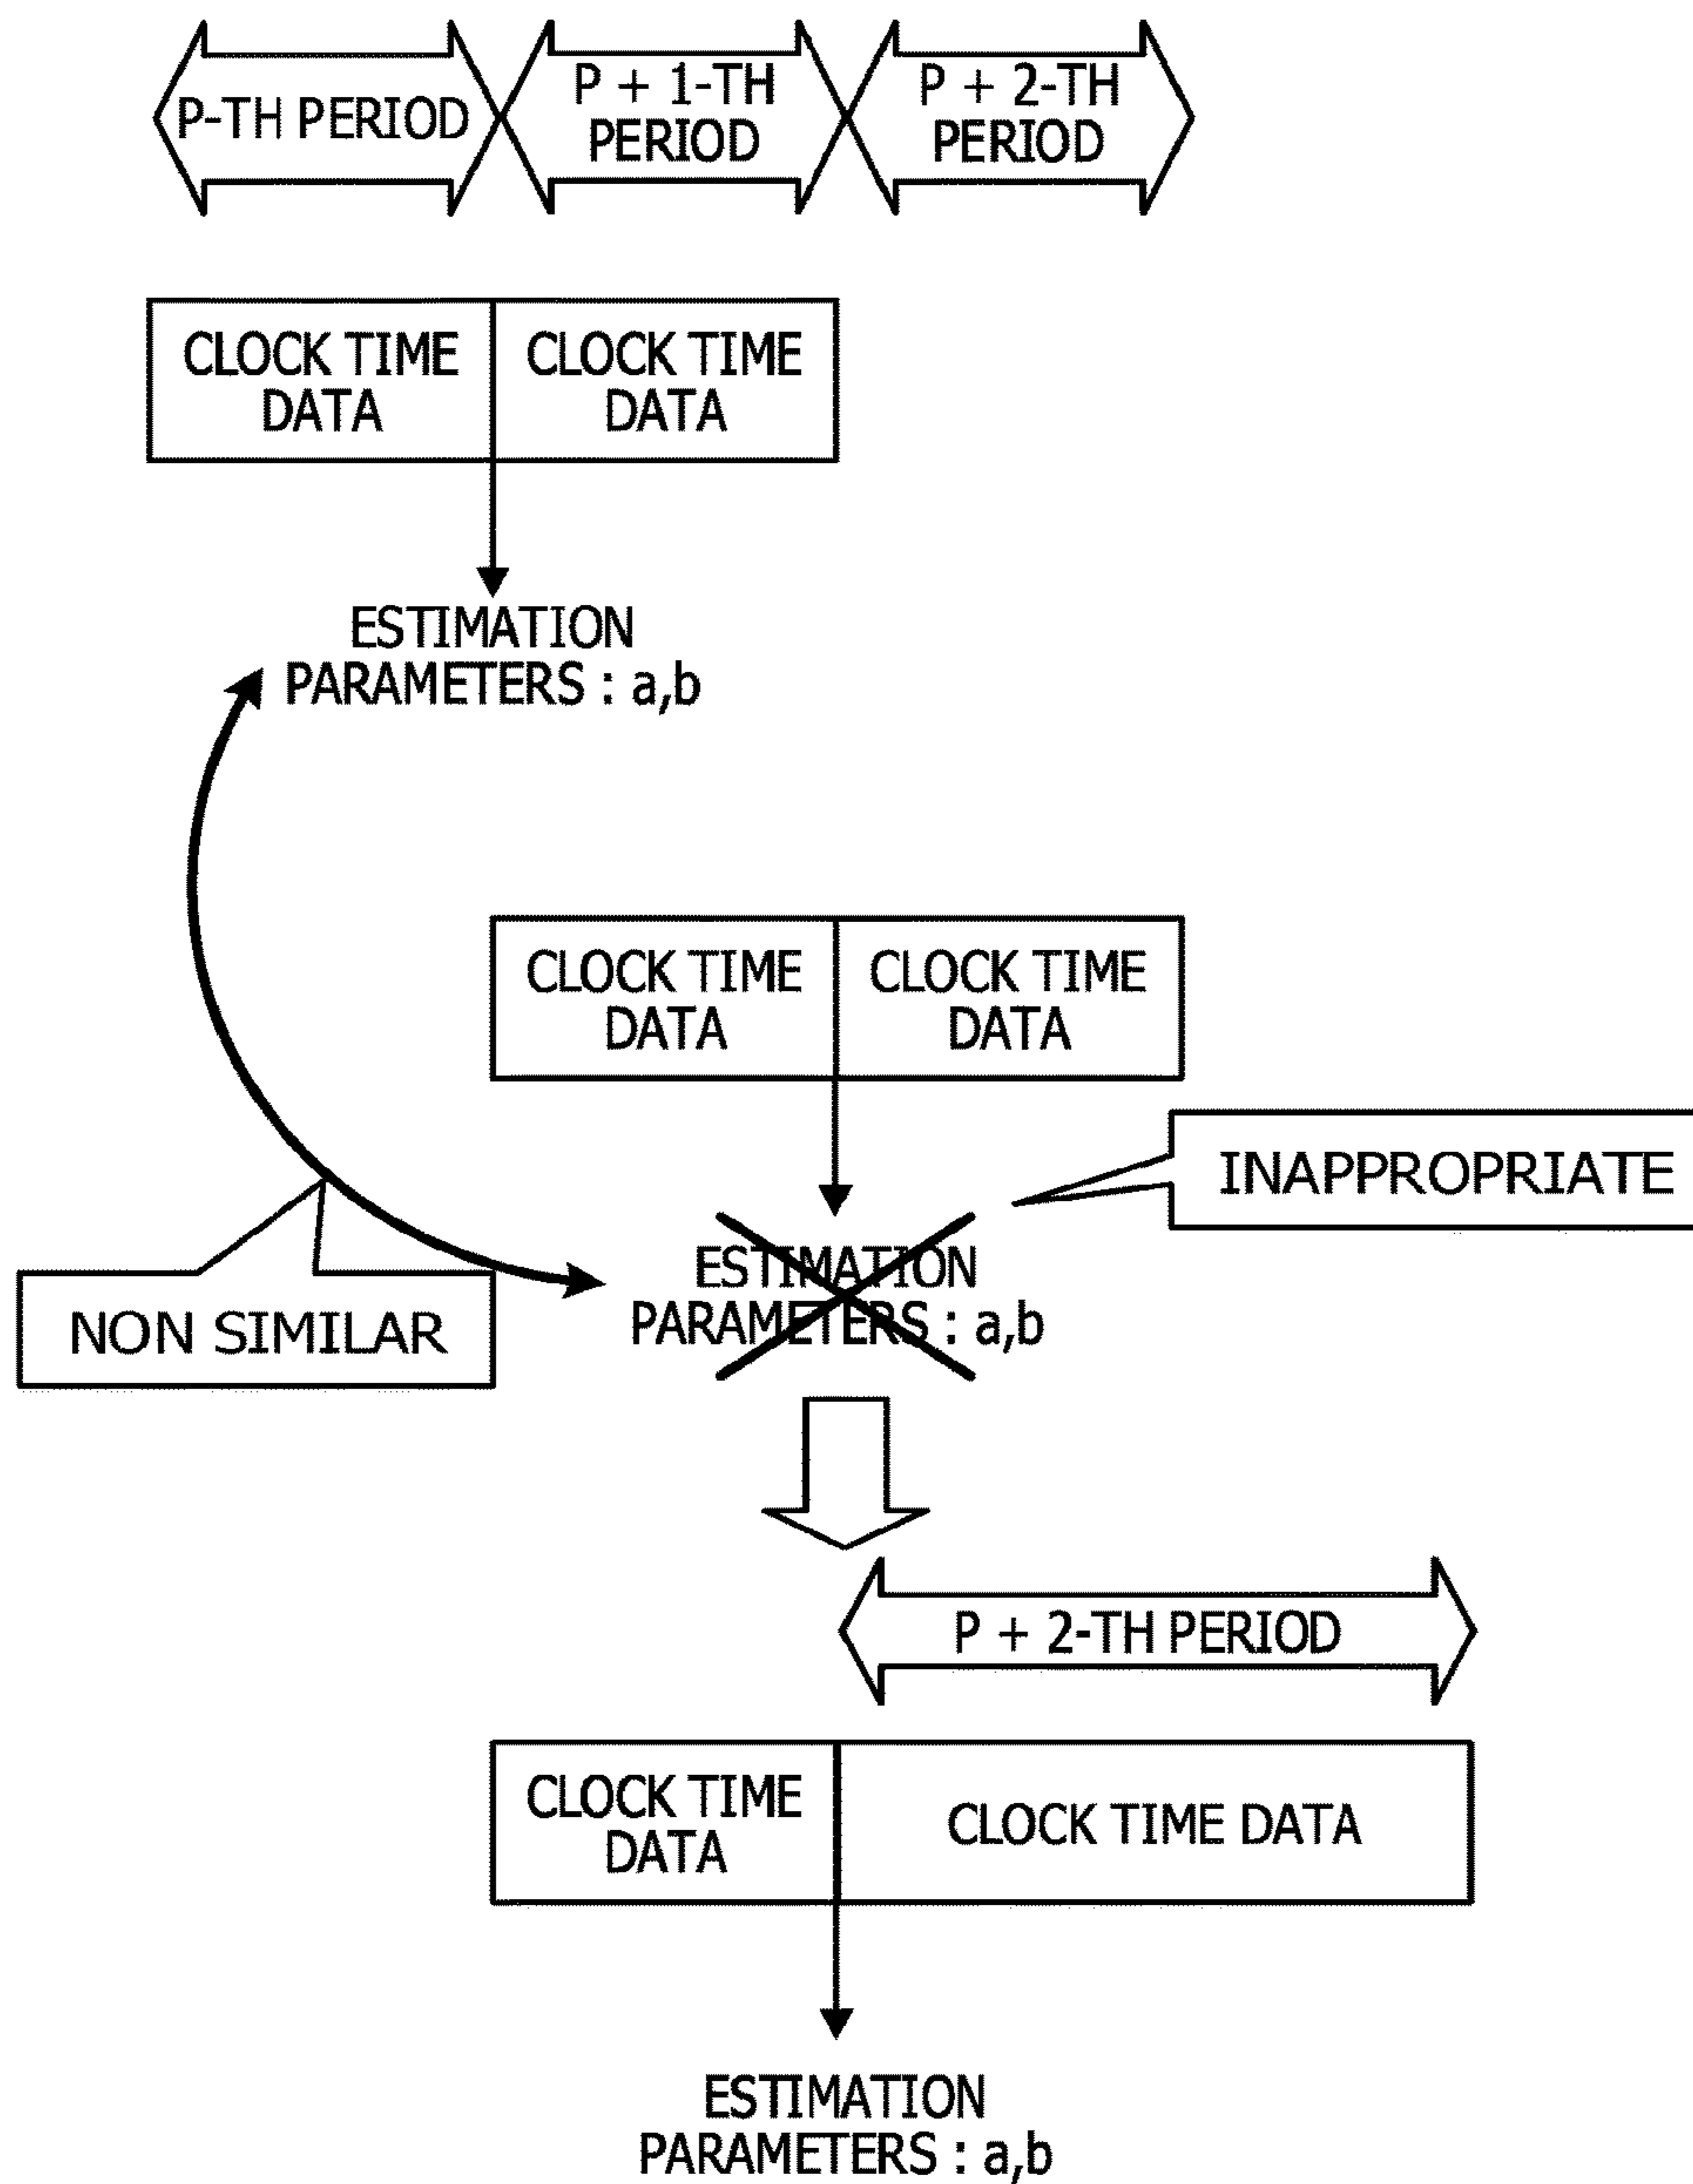 P-TH PERIOD
P + 1-TH
PERIOD
P + 2-TH
PERIOD
CLOCK TIME
DATA
CLOCK TIME
DATA
ESTIMATION
PARAMETERS : a,b
CLOCK TIME
DATA
CLOCK TIME
DATA
INAPPROPRIATE
ESTIMATION
PARAMETERS : a,b
NON SIMILAR
P + 2-TH PERIOD
CLOCK TIME
DATA
CLOCK TIME DATA
ESTIMATION
PARAMETERS : a,b